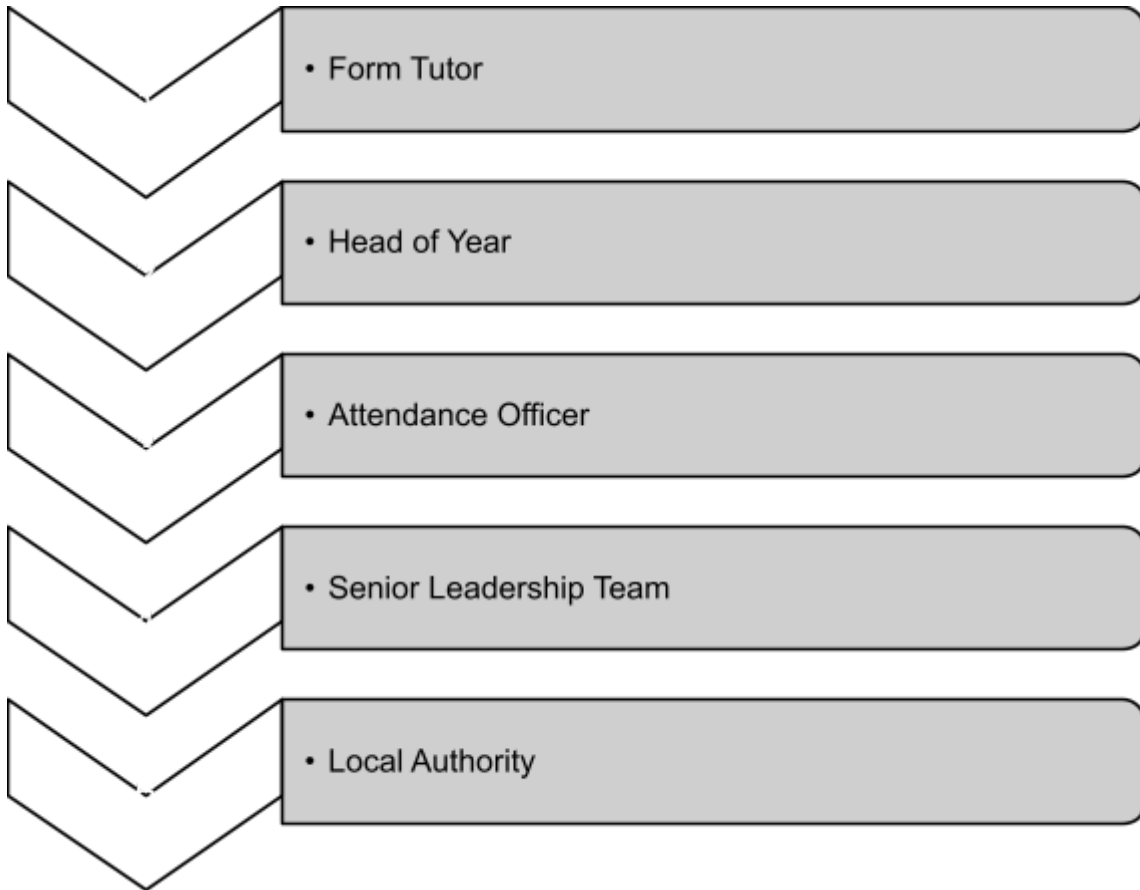 • Form Tutor
• Head of Year
• Attendance Officer
• Senior Leadership Team
• Local Authority